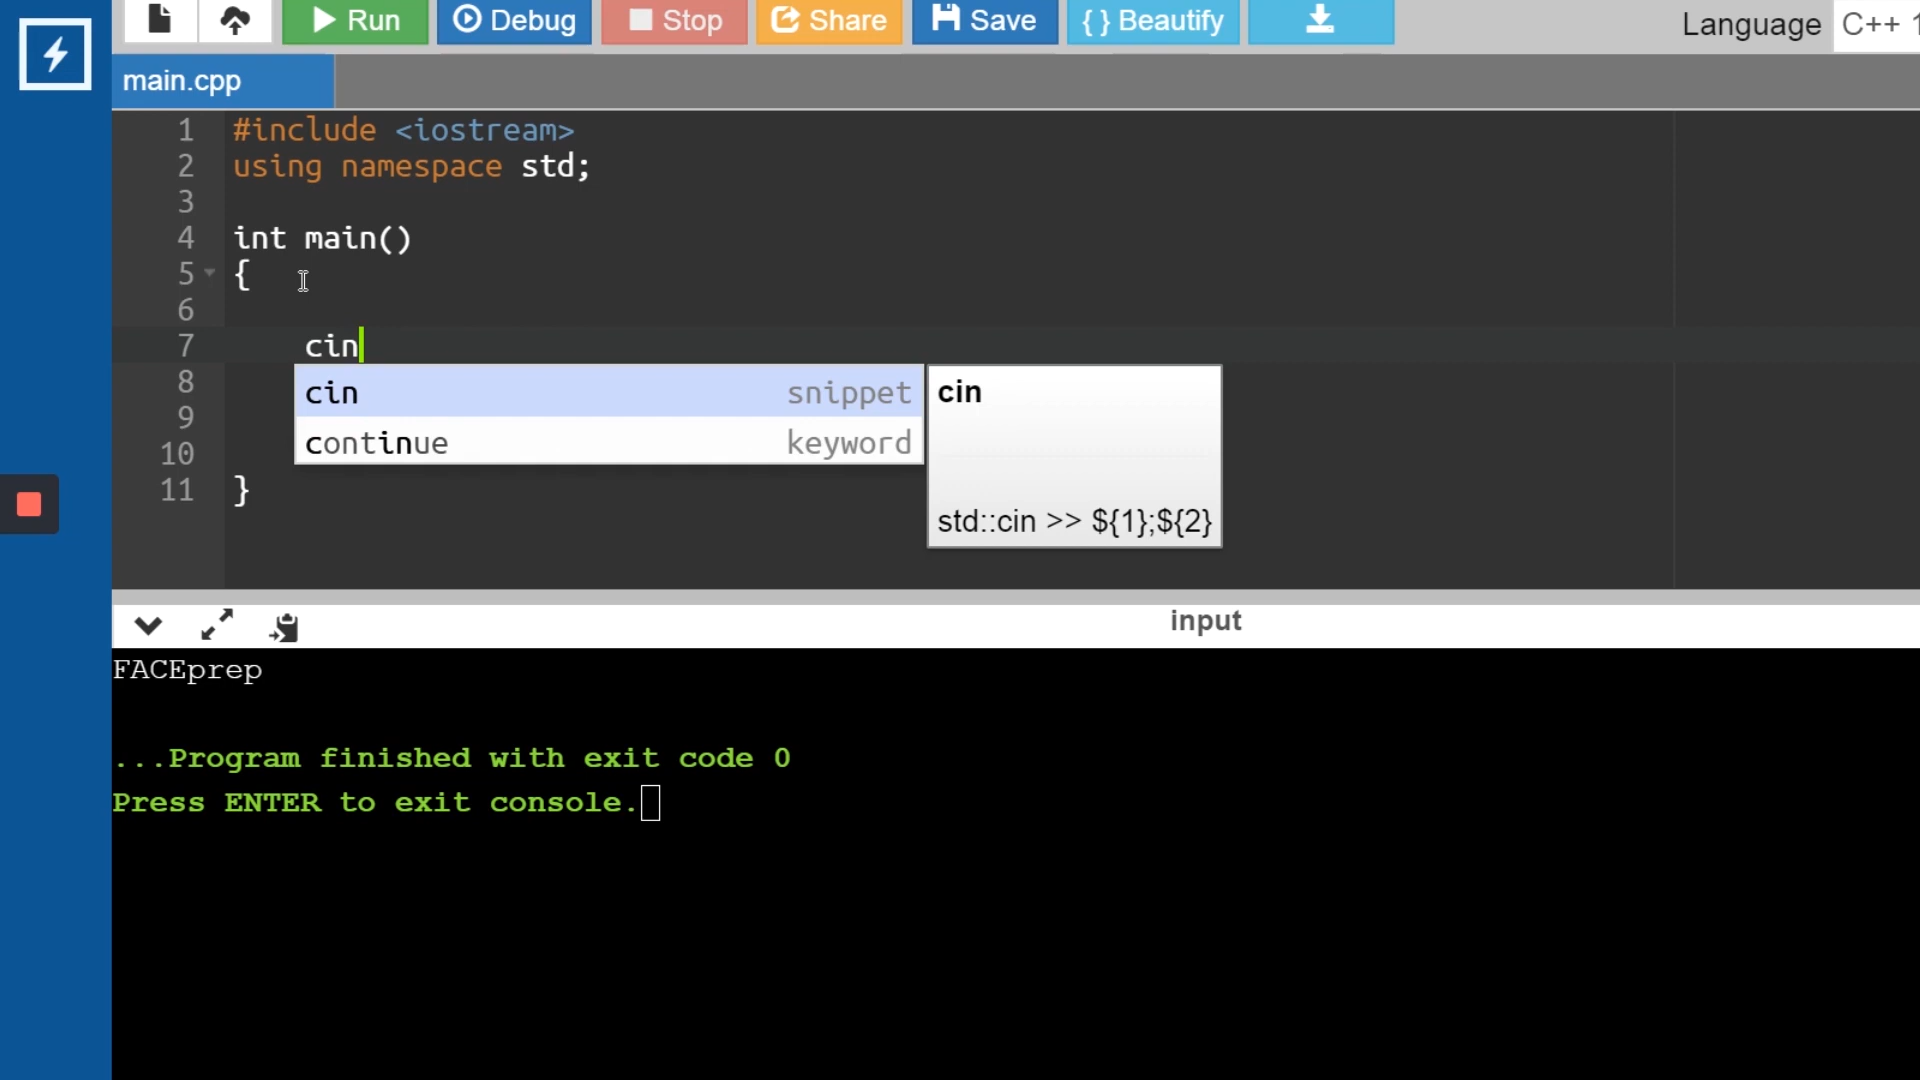 Run Debug Stop Share Save { } Beautify Language C++ 1
main.cpp
1 #include <iostream>
2 using namespace std;
3
4 int main()
5 {
6
7 cin
8 cin snippet cin
9 continue keyword
10
std::cin >> ${1};${2}
11 }
input
FACEprep
...Program finished with exit code 0
Press ENTER to exit console.